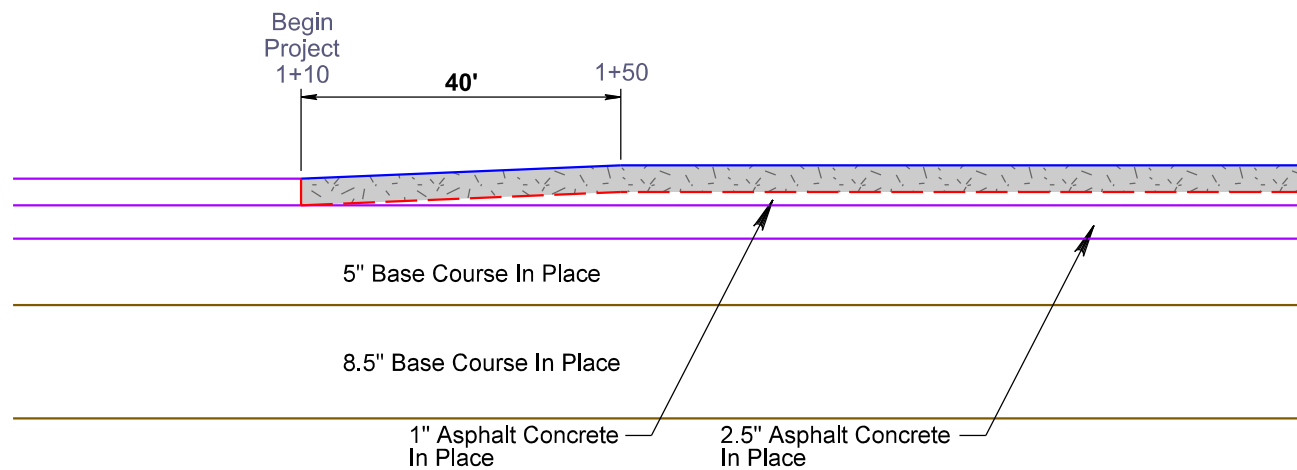 Begin
Project
1+10
40'
1+50
5" Base Course In Place
8.5" Base Course In Place
1" Asphalt Concrete
In Place
2.5" Asphalt Concrete
In Place